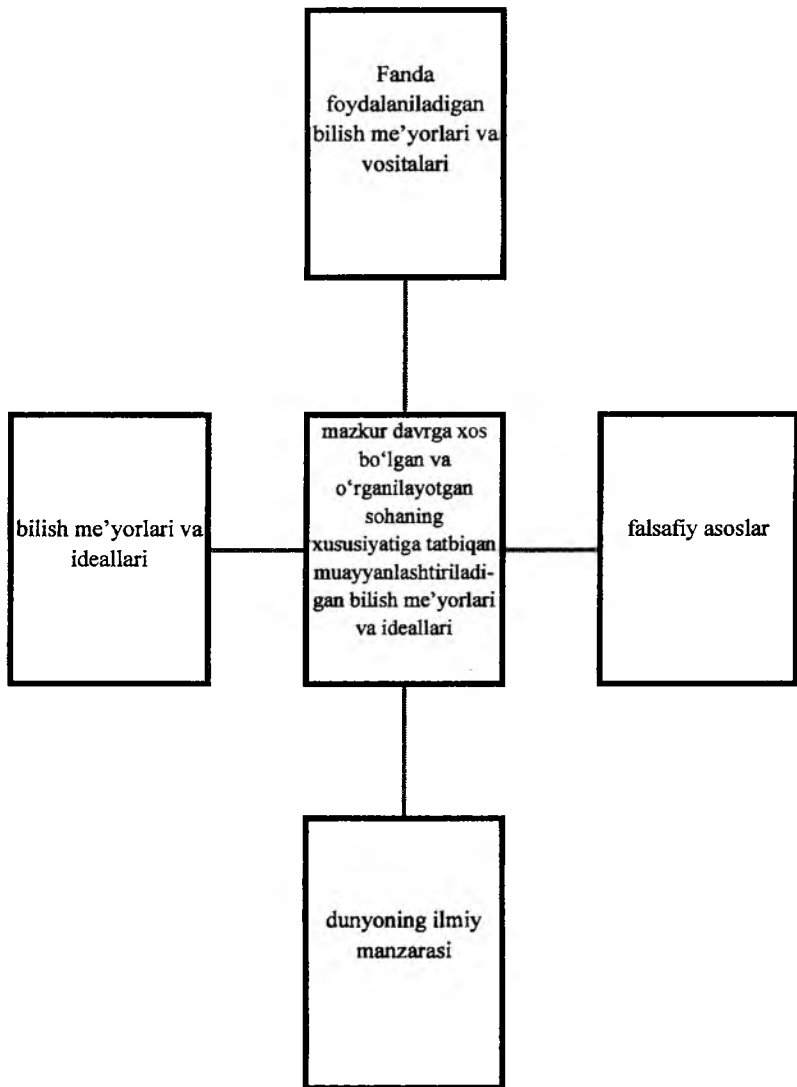 Fanda
foydalaniladigan
bilish me’yorlari va
vositalari
bilish me’yorlari va
ideallari
mazkur davrga xos
bo‘lgan va
o‘rganilayotgan
sohaning
xususiyatiga tatbiqan
muayyanlashtiriladi-
gan bilish me’yorlari
va ideallari
falsafiy asoslar
dunyoning ilmiy
manzarasi